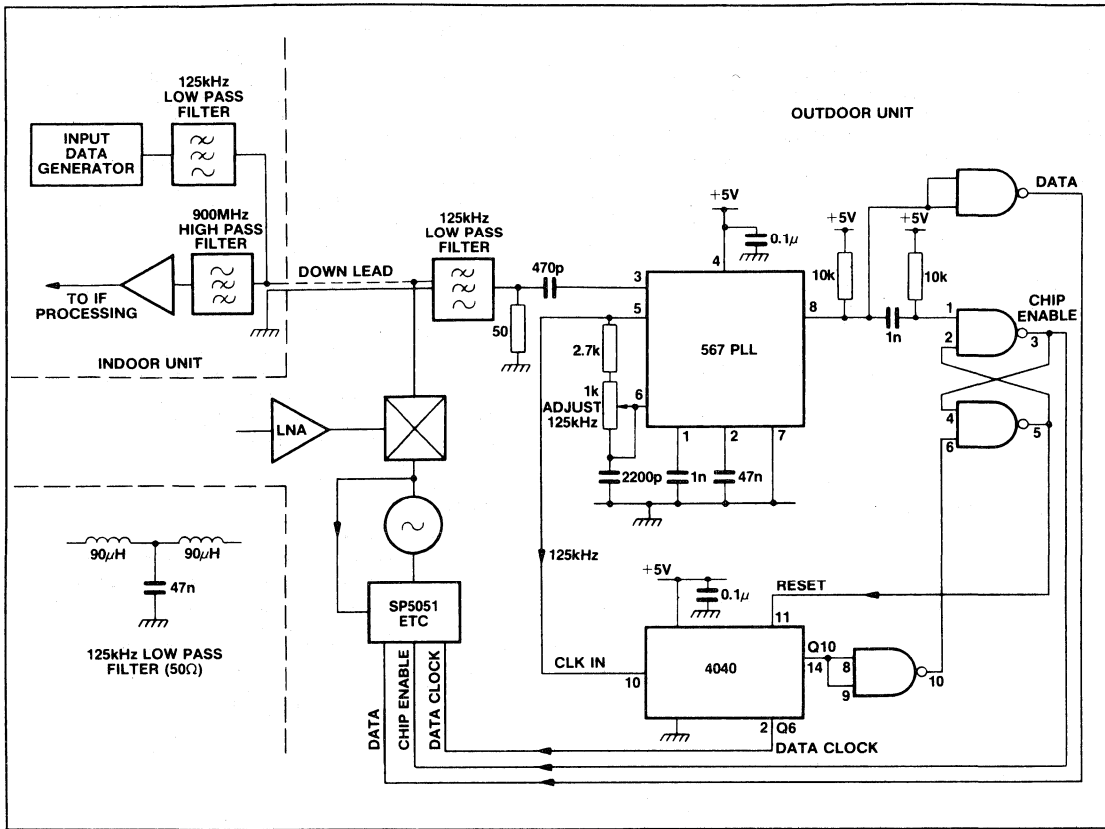 125kHz
LOW PASS
FILTER
OUTDOOR UNIT
INPUT
DATA
GENERATOR
900MHz
HIGH PASS
FILTER
TO IF
PROCESSING
INDOOR UNIT
DOWN LEAD
125kHz
LOW PASS
FILTER
50
470p
+5V
0.1μ
4
3
5
6
8
1
2
7
567 PLL
2.7k
1k
ADJUST
125kHz
2200p
1n
47n
+5V
10k
+5V
10k
1n
DATA
CHIP
ENABLE
1
2
3
4
6
5
LNA
SP5051
ETC
90μH
90μH
47n
125kHz LOW PASS
FILTER (50Ω)
125kHz
+5V
0.1μ
RESET
11
CLK IN
10
4040
Q10
14
8
9
10
2
Q6
DATA CLOCK
DATA
CHIP ENABLE
DATA CLOCK